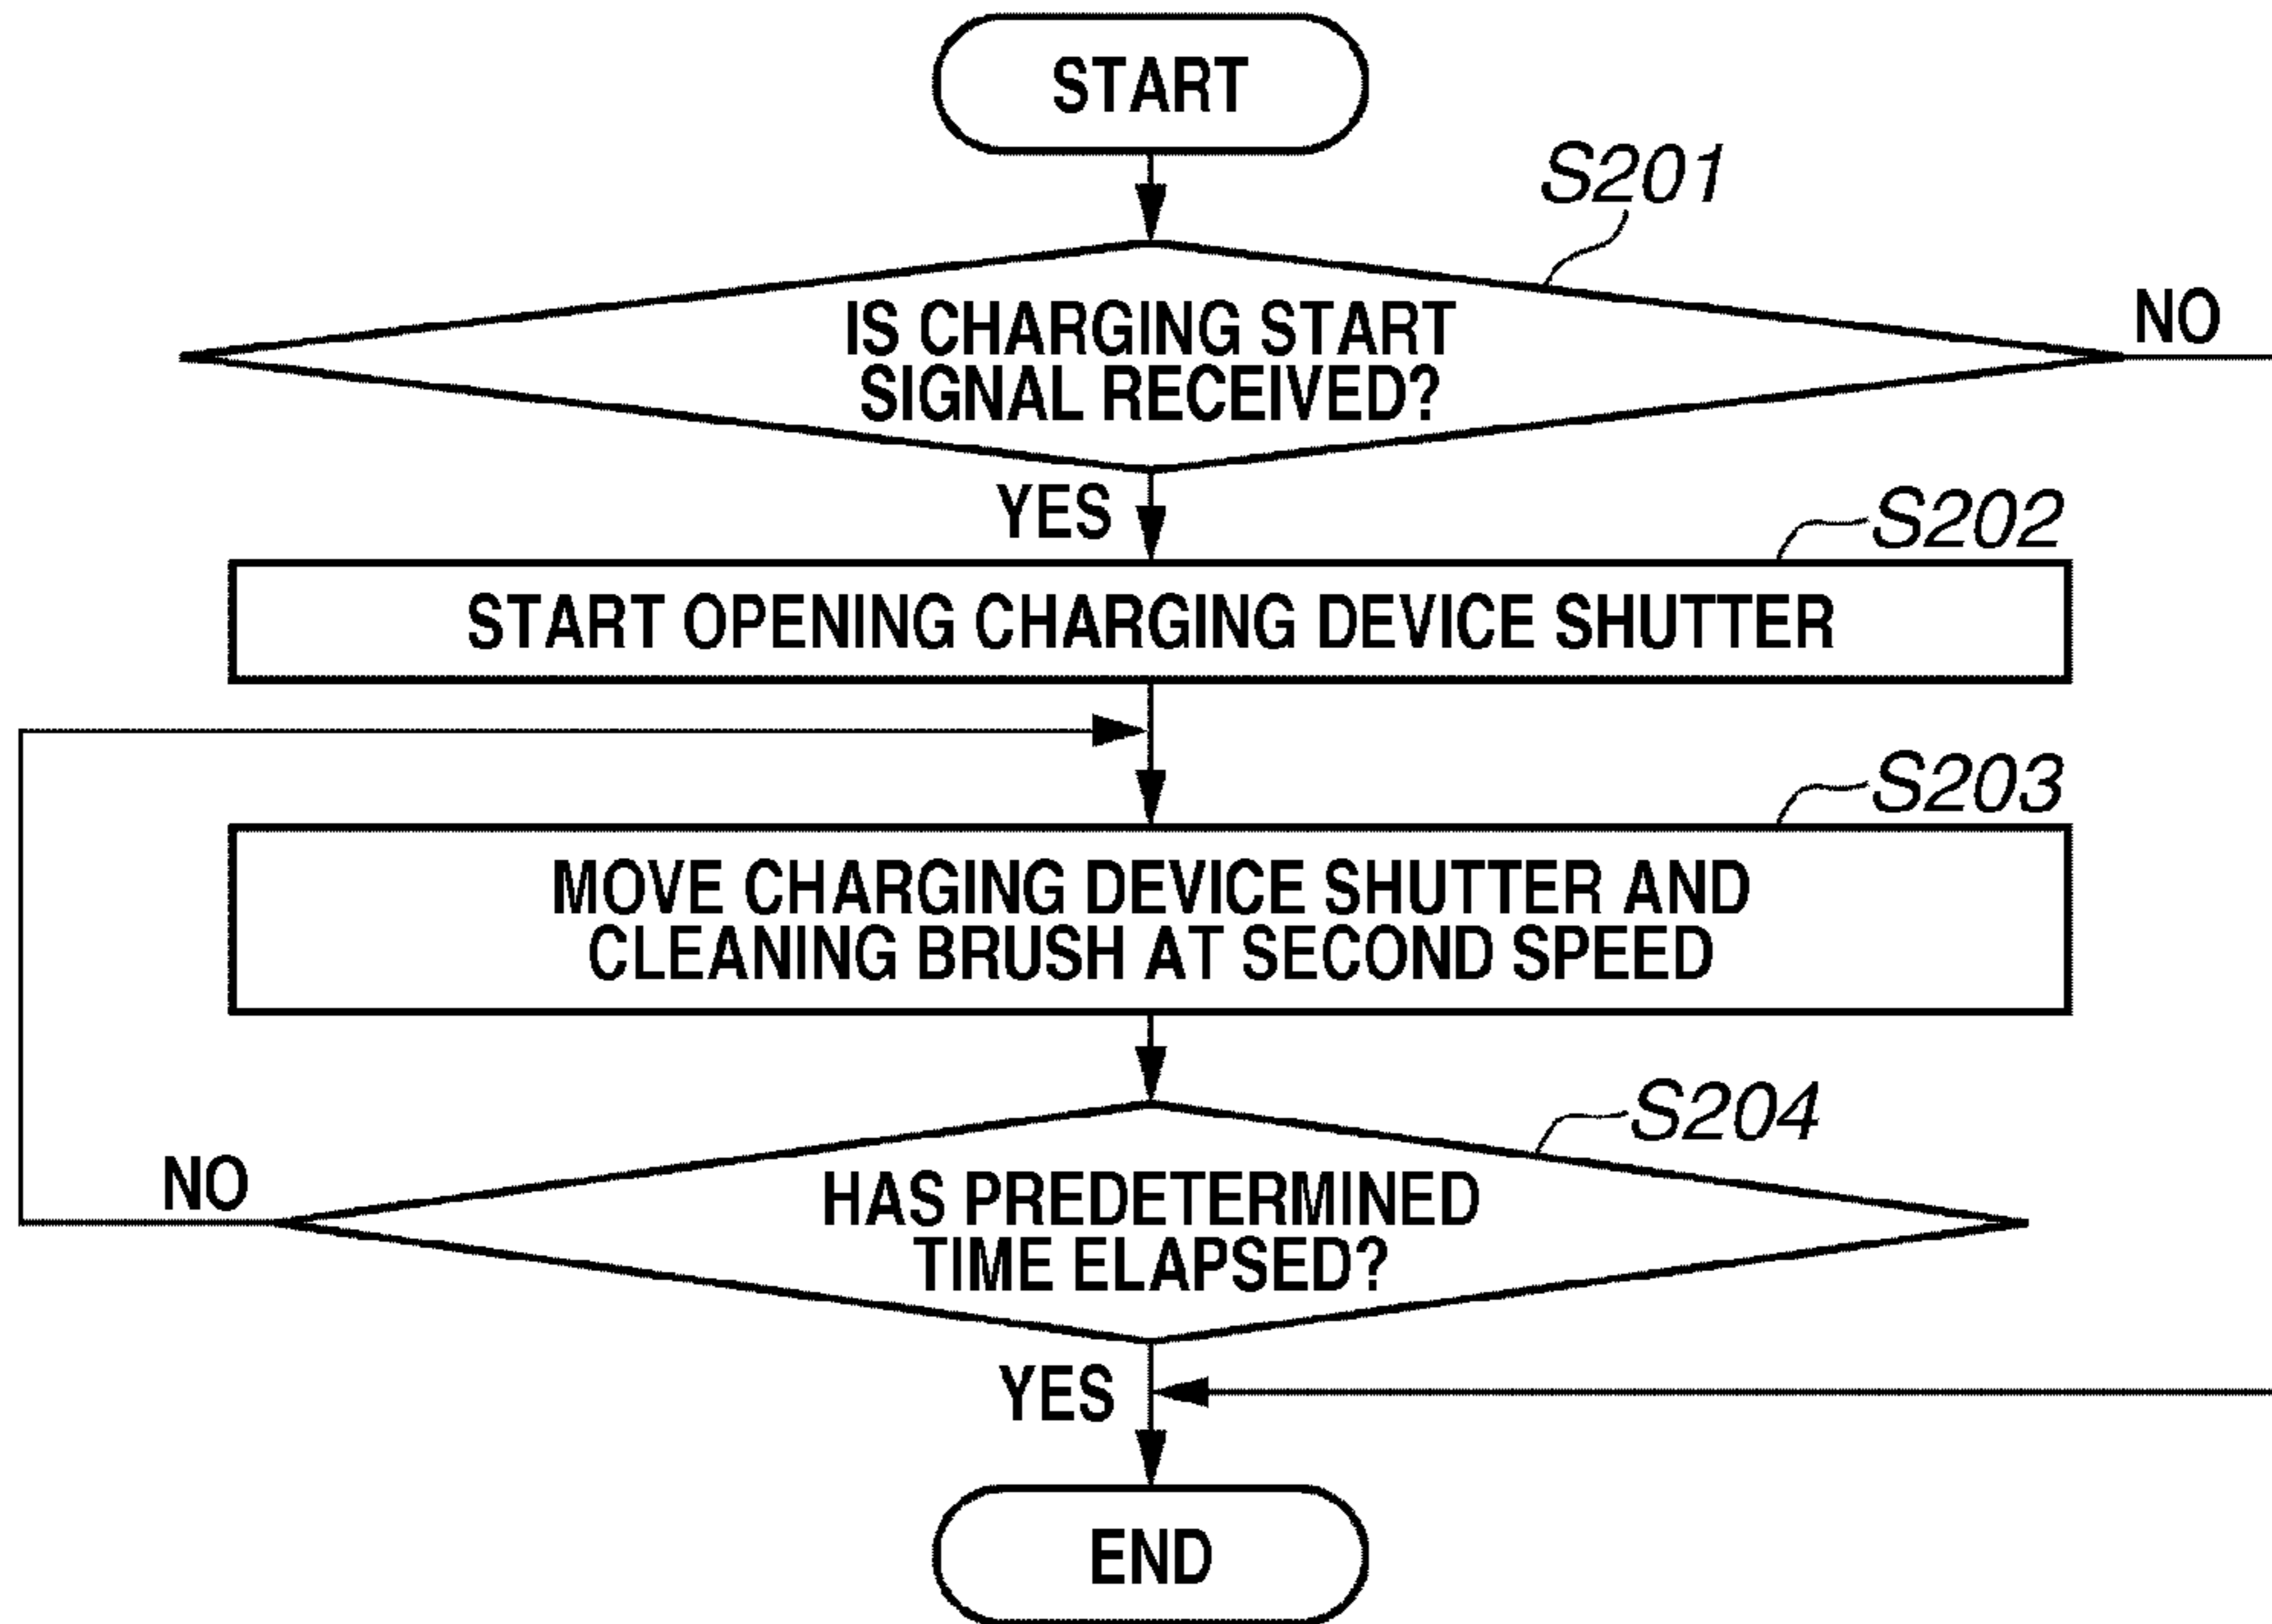 START
S201
IS CHARGING START
SIGNAL RECEIVED?
NO
YES
S202
START OPENING CHARGING DEVICE SHUTTER
S203
MOVE CHARGING DEVICE SHUTTER AND
CLEANING BRUSH AT SECOND SPEED
S204
NO
HAS PREDETERMINED
TIME ELAPSED?
YES
END